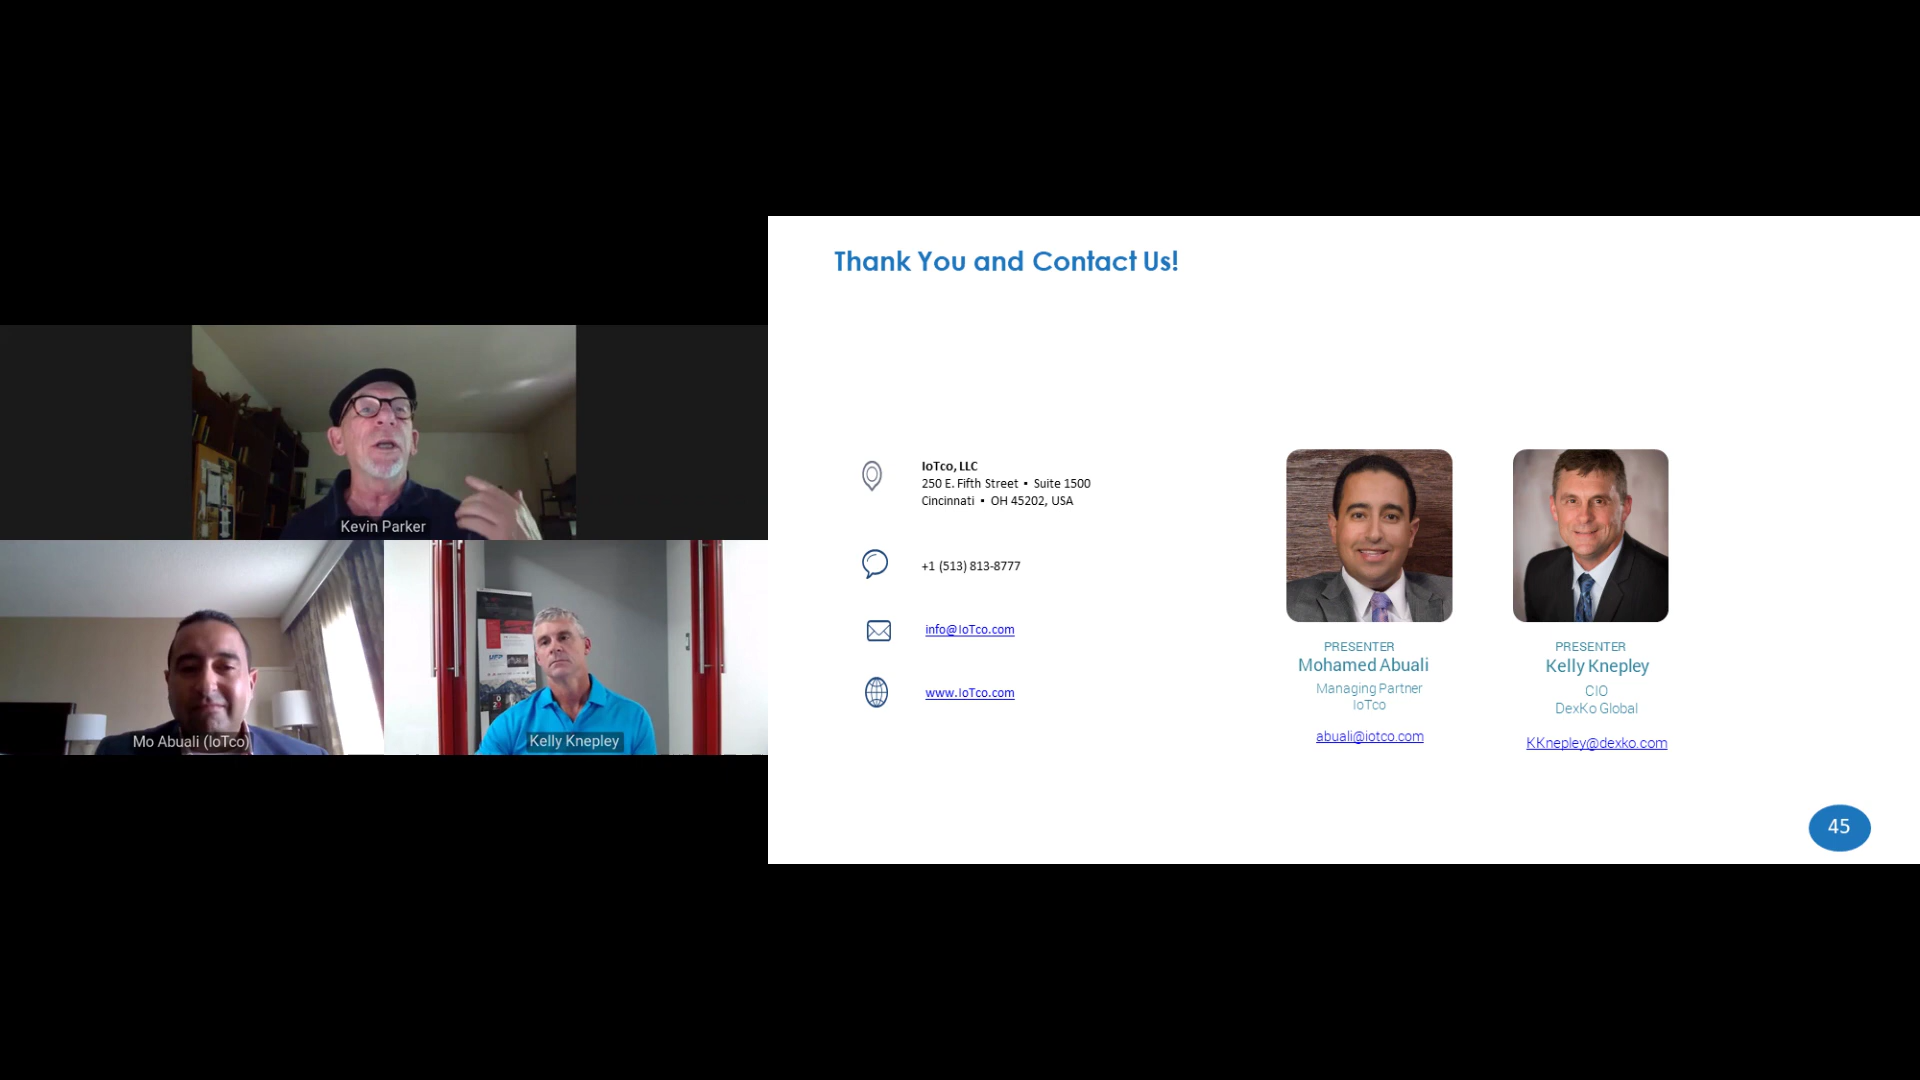 Thank You and Contact Us!
Kevin Parker
Mo Abuali (IoTco)
Kelly Knepley
IoTco, LLC
250 E. Fifth Street ▪ Suite 1500
Cincinnati ▪ OH 45202, USA
+1 (513) 813-8777
info@IoTco.com
www.IoTco.com
PRESENTER
Mohamed Abuali
Managing Partner
IoTco
abuali@iotco.com
PRESENTER
Kelly Knepley
CIO
DexKo Global
KKnepley@dexko.com
45